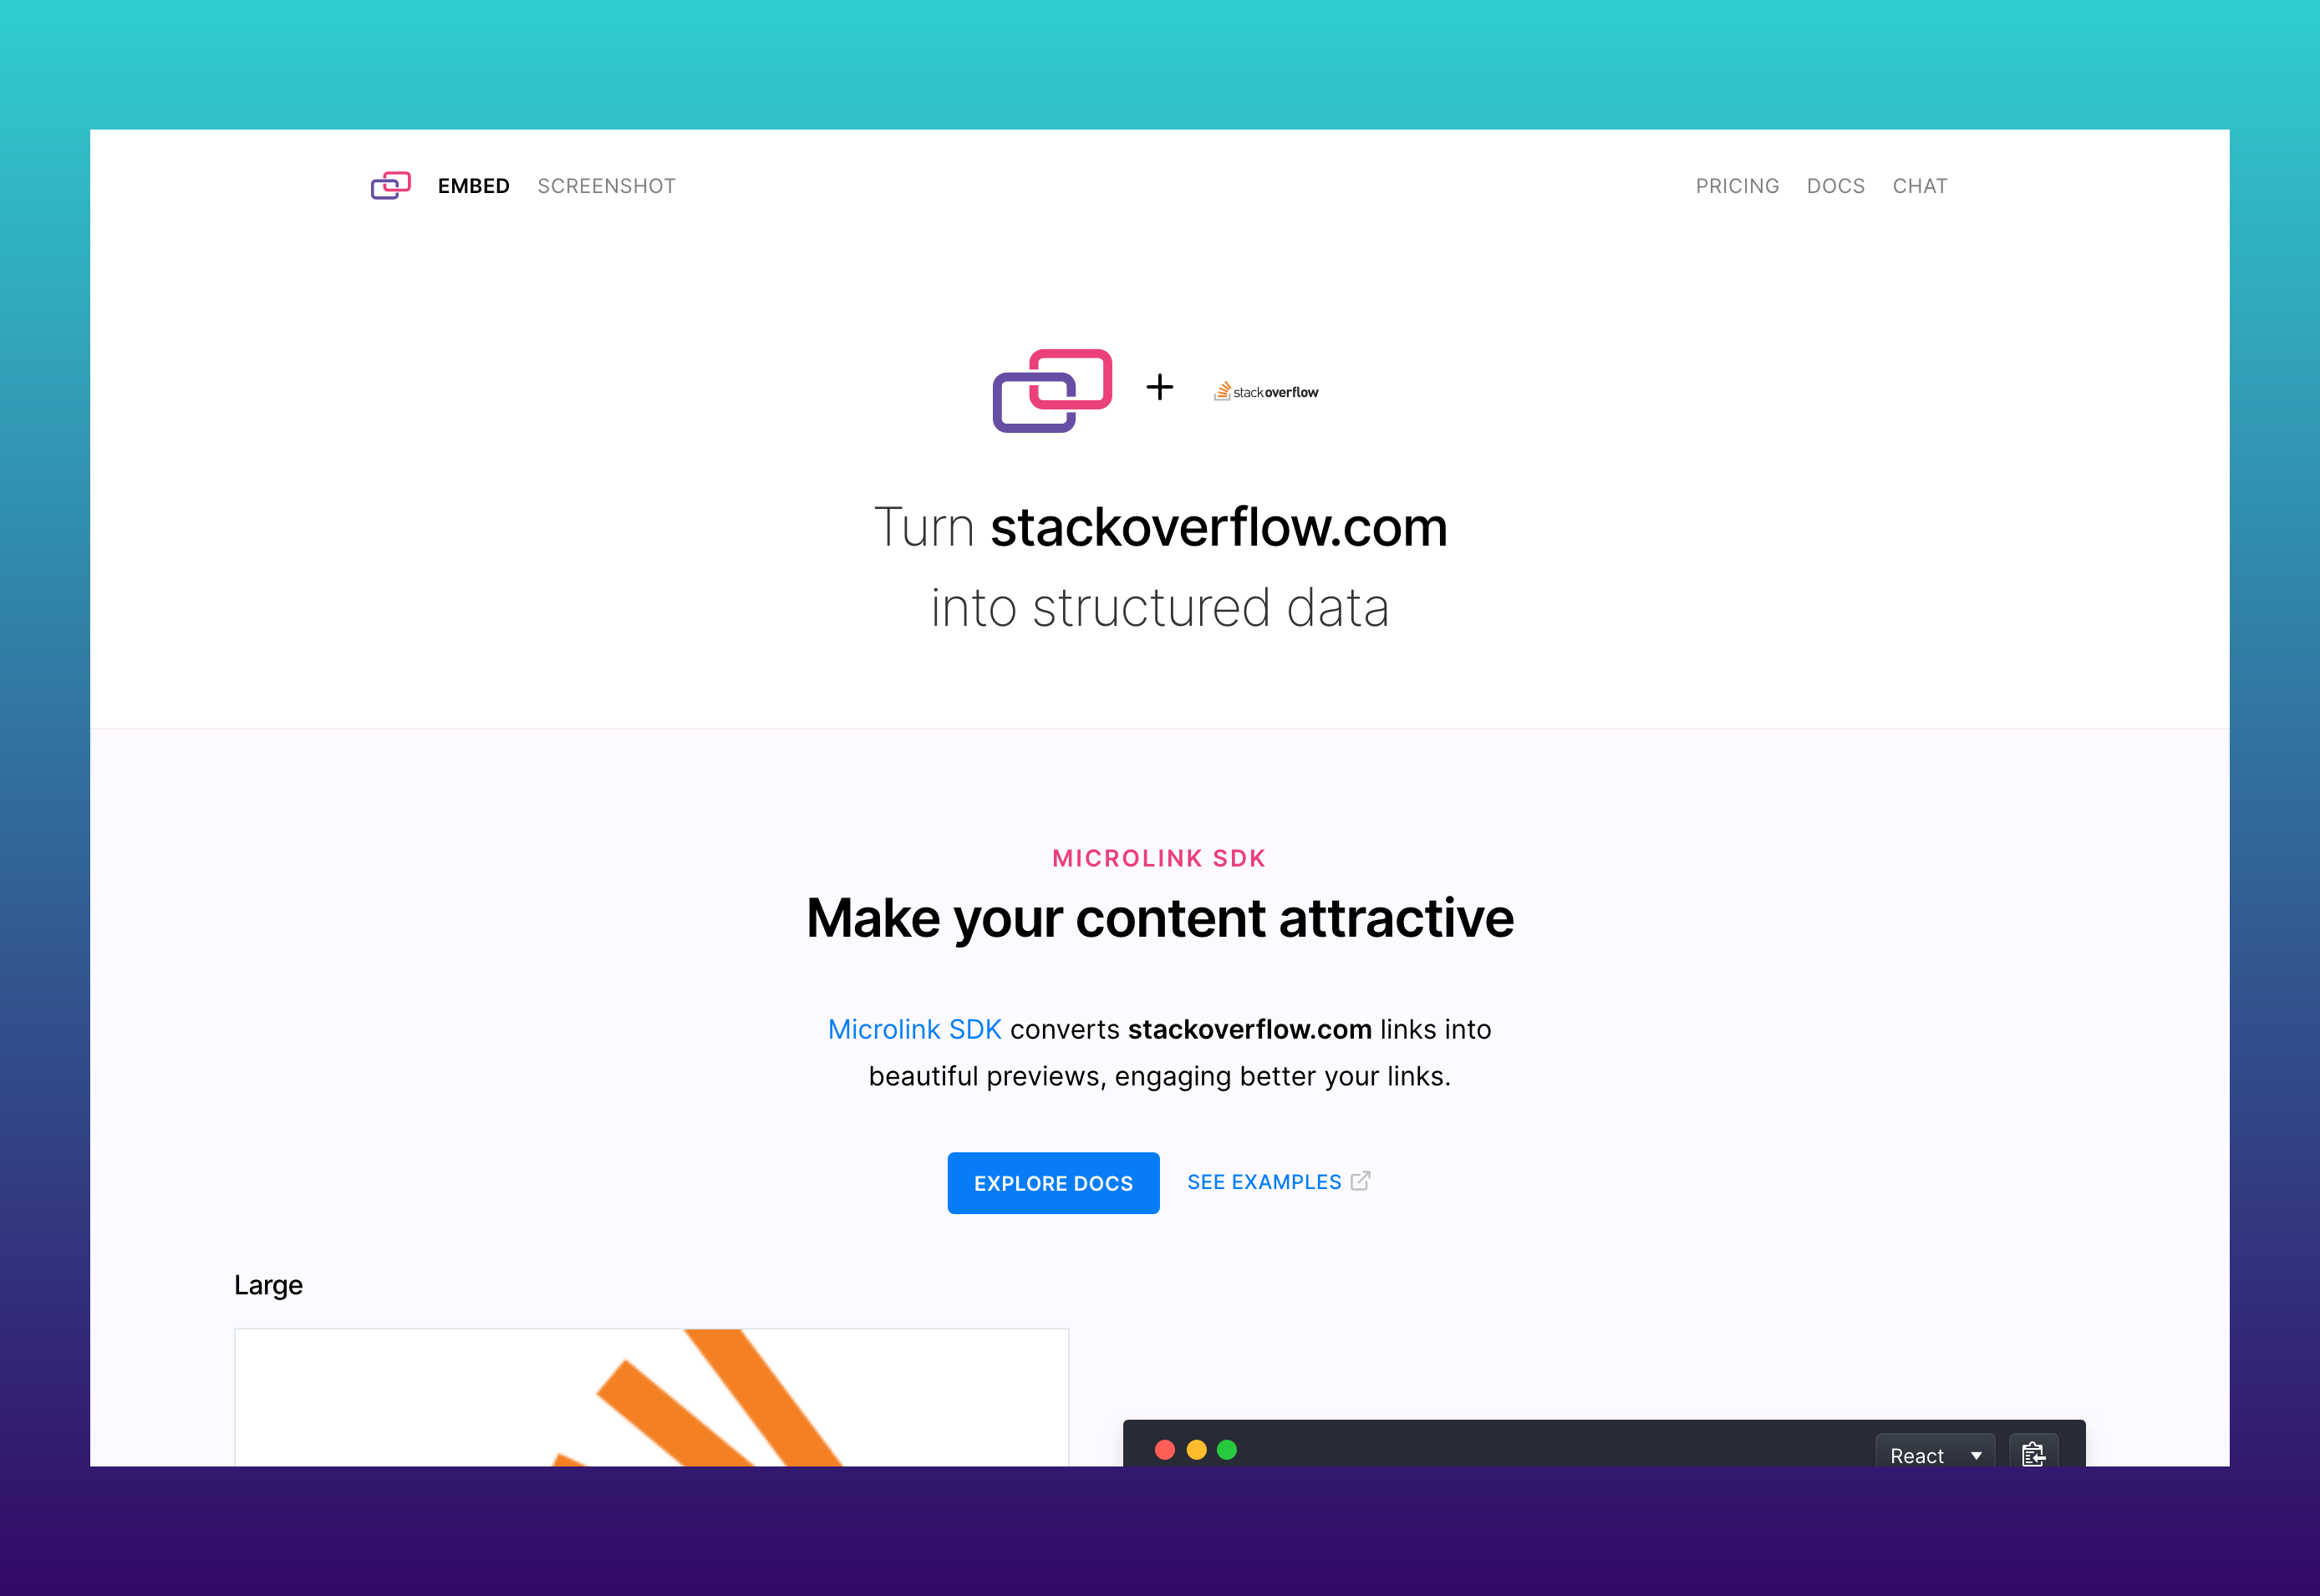 EMBED SCREENSHOT PRICING DOCS CHAT
stackoverflow
Turn stackoverflow.com
into structured data
MICROLINK SDK
Make your content attractive
Microlink SDK converts stackoverflow.com links into
beautiful previews, engaging better your links.
EXPLORE DOCS SEE EXAMPLES
Large
React